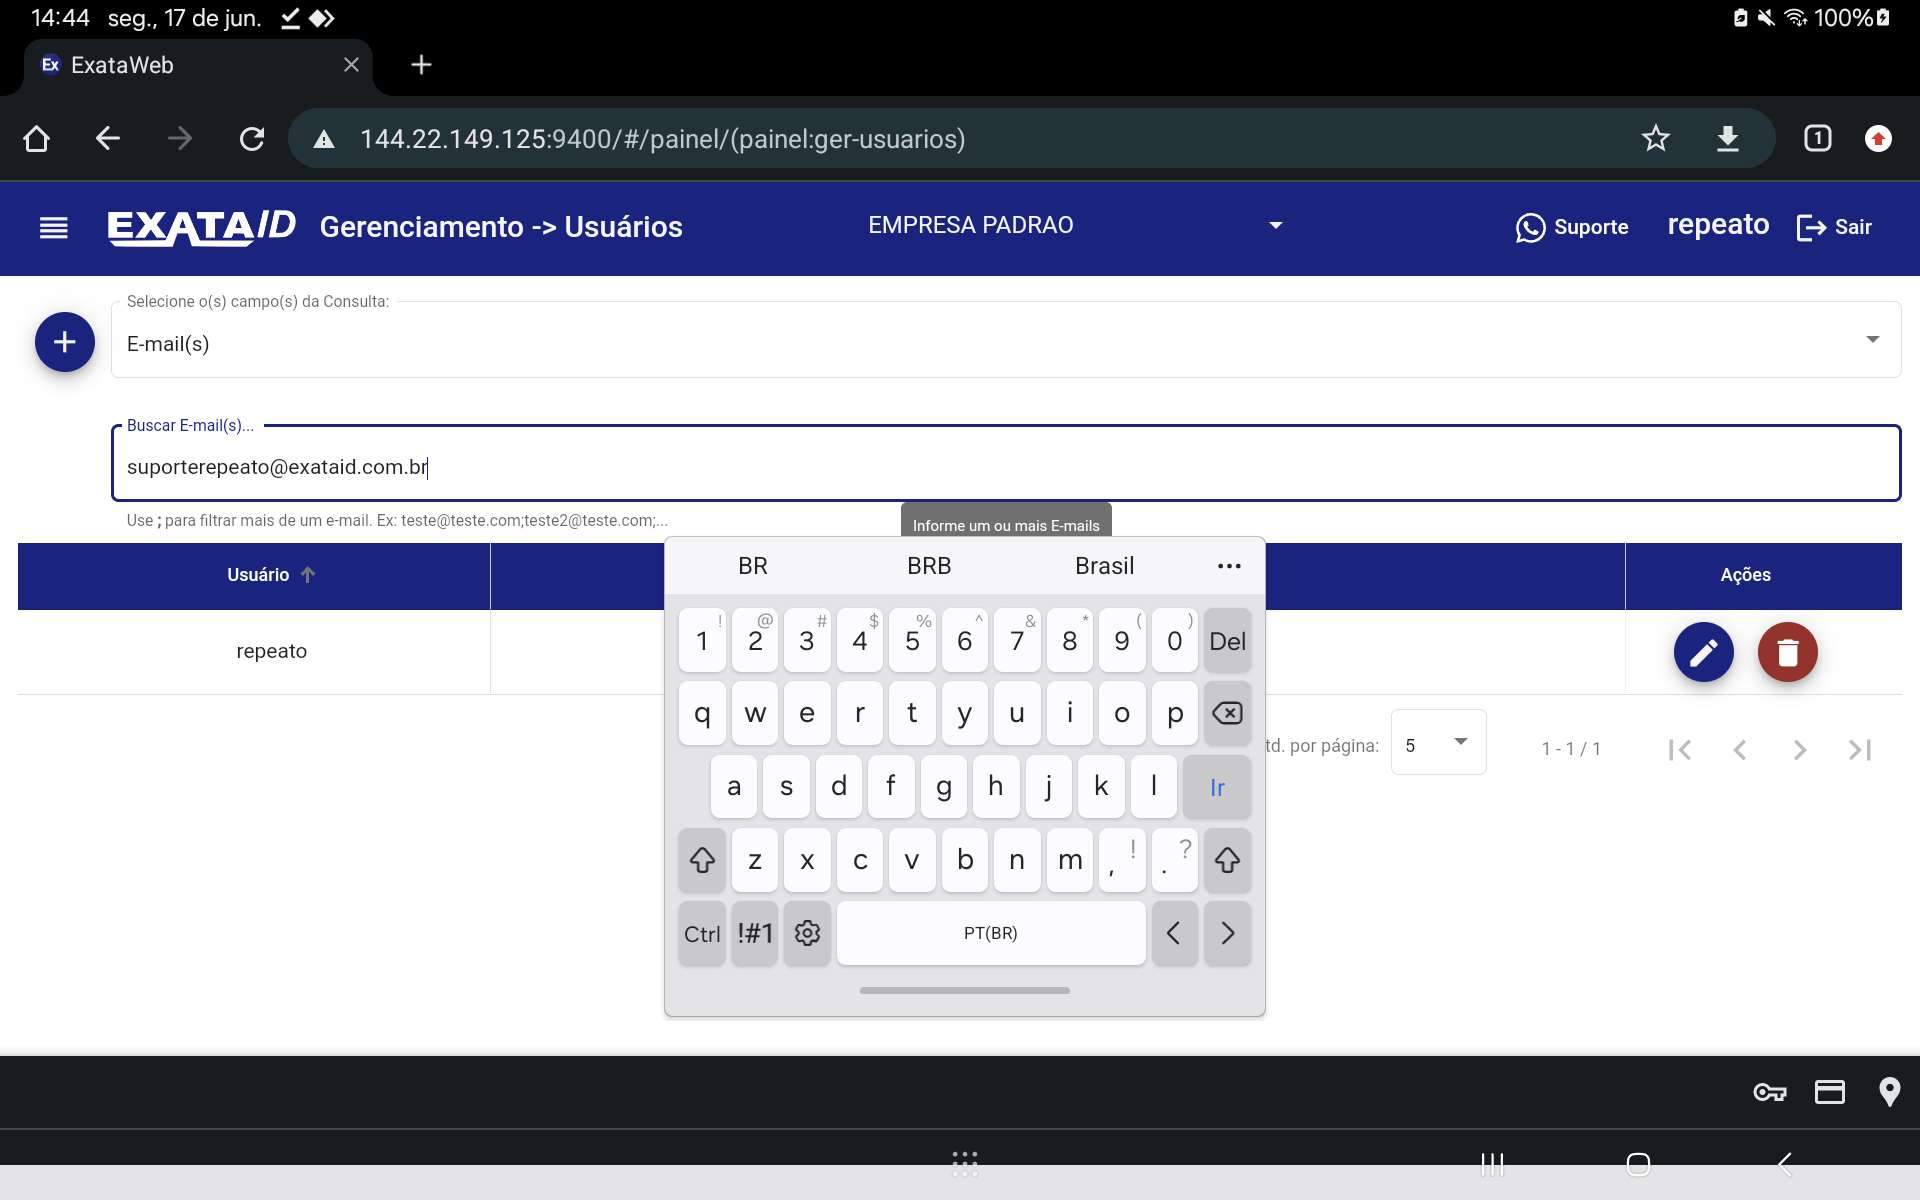 14:44 seg., 17 de jun. 100%
Ex ExataWeb
144.22.149.125:9400/#/painel/(painel:ger-usuarios) 1
EXATAID Gerenciamento -> Usuários EMPRESA PADRAO Suporte repeato Sair
Selecione o(s) campo(s) da Consulta:
E-mail(s)
Buscar E-mail(s)...
suporterepeato@exataid.com.br
Use ; para filtrar mais de um e-mail. Ex: teste@teste.com;teste2@teste.com;...
Informe um ou mais E-mails
Usuário Ações
repeato
td. por página: 5 1 - 1 / 1
BR BRB Brasil ...
! @ # $ % ^ & * ( )
1 2 3 4 5 6 7 8 9 0 Del
q w e r t y u i o p
a s d f g h j k l Ir
z x c v b n m , ! . ?
Ctrl !#1 PT(BR) < >